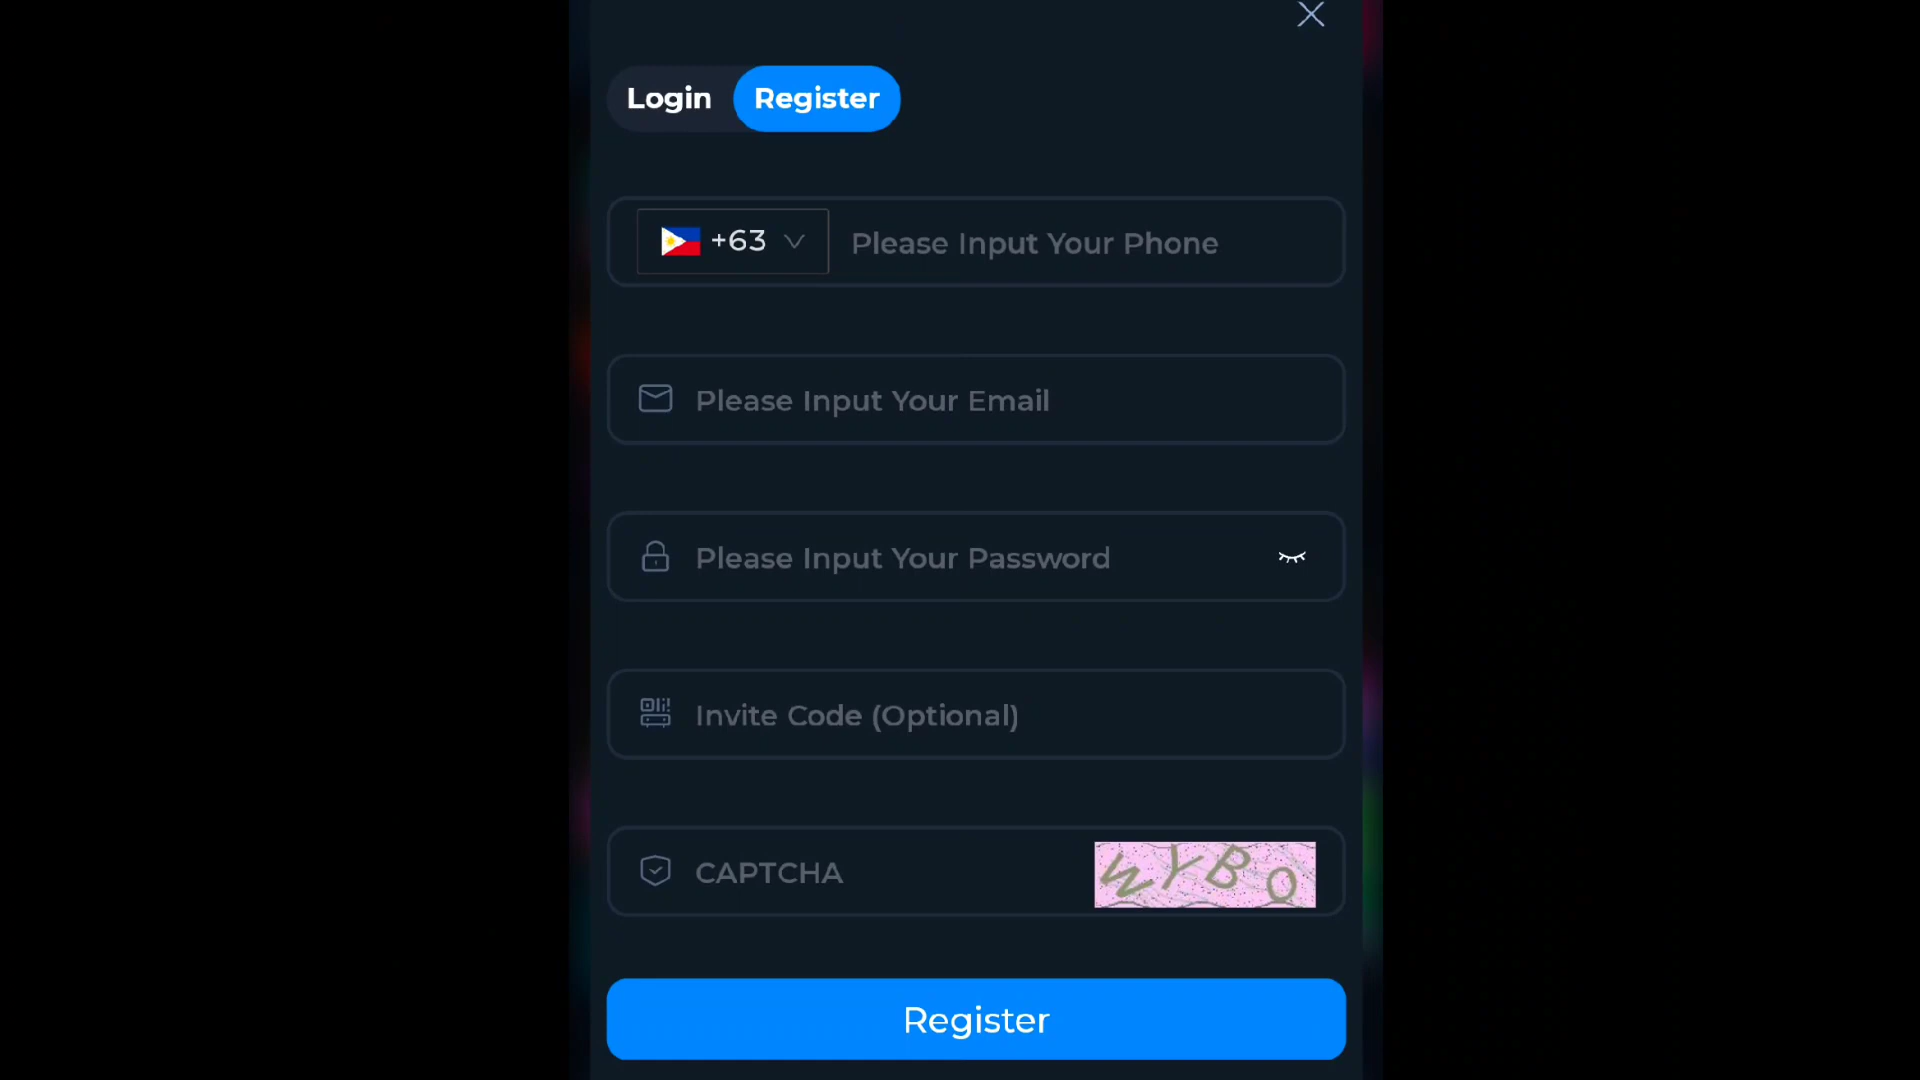 Login Register
+63 Please Input Your Phone
Please Input Your Email
Please Input Your Password
Invite Code (Optional)
CAPTCHA
Register